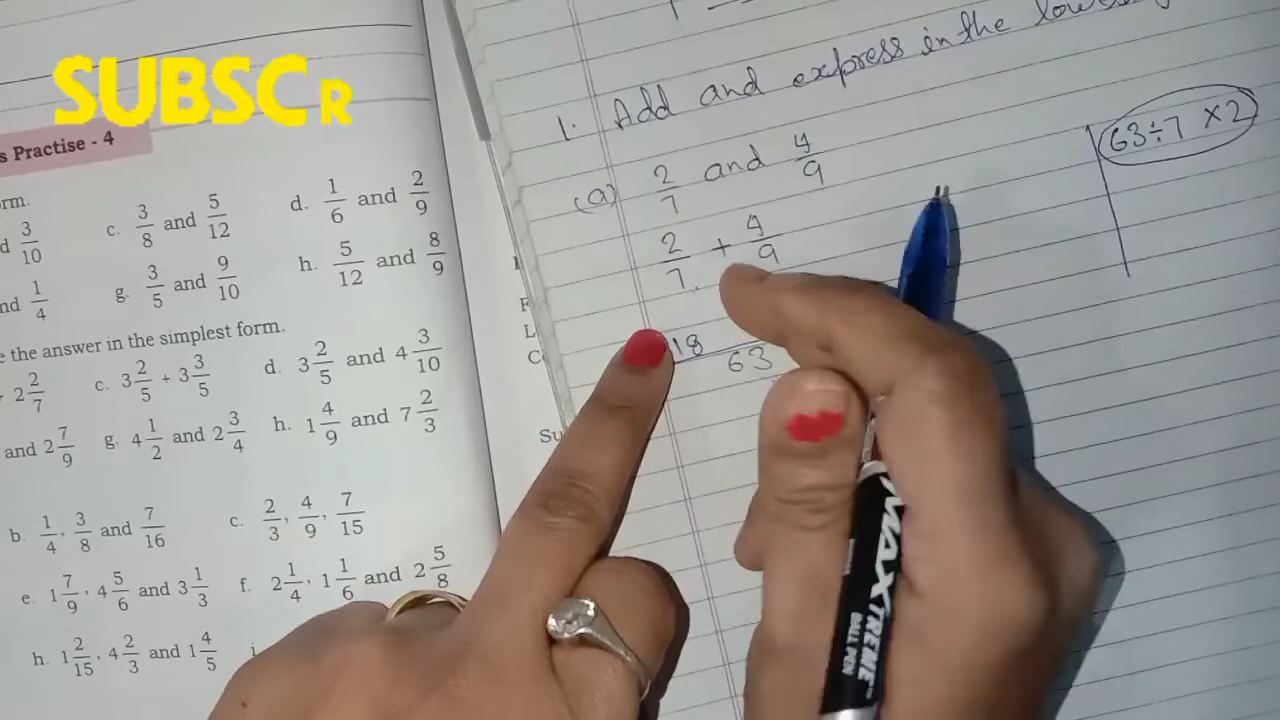 SUBSCR
s Practise - 4
rm.
d 3/10 c. 3/8 and 5/12 d. 1/6 and 2/9
nd 1/4 g. 3/5 and 9/10 h. 5/12 and 8/9
e the answer in the simplest form.
2 2/7 c. 3 2/5 + 3 3/5 d. 3 2/5 and 4 3/10
and 2 7/9 g. 4 1/2 and 2 3/4 h. 1 4/9 and 7 2/3
b. 1/4, 3/8 and 7/16 c. 2/3, 4/9, 7/15
e. 1 7/9, 4 5/6 and 3 1/3 f. 2 1/4, 1 1/6 and 2 5/8
h. 1 2/15, 4 2/3 and 1 4/5 i
Su
1. Add and express in the
(a) 2/7 and 4/9
2/7 + 4/9
18
63
63÷7 ×2
MAXTREME
BALL PEN